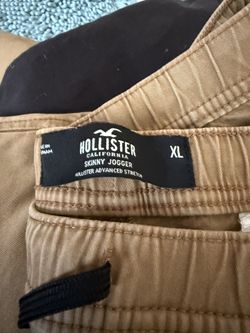 HOLLISTER
CALIFORNIA
SKINNY JOGGER
HOLLISTER ADVANCED STRETCH
XL